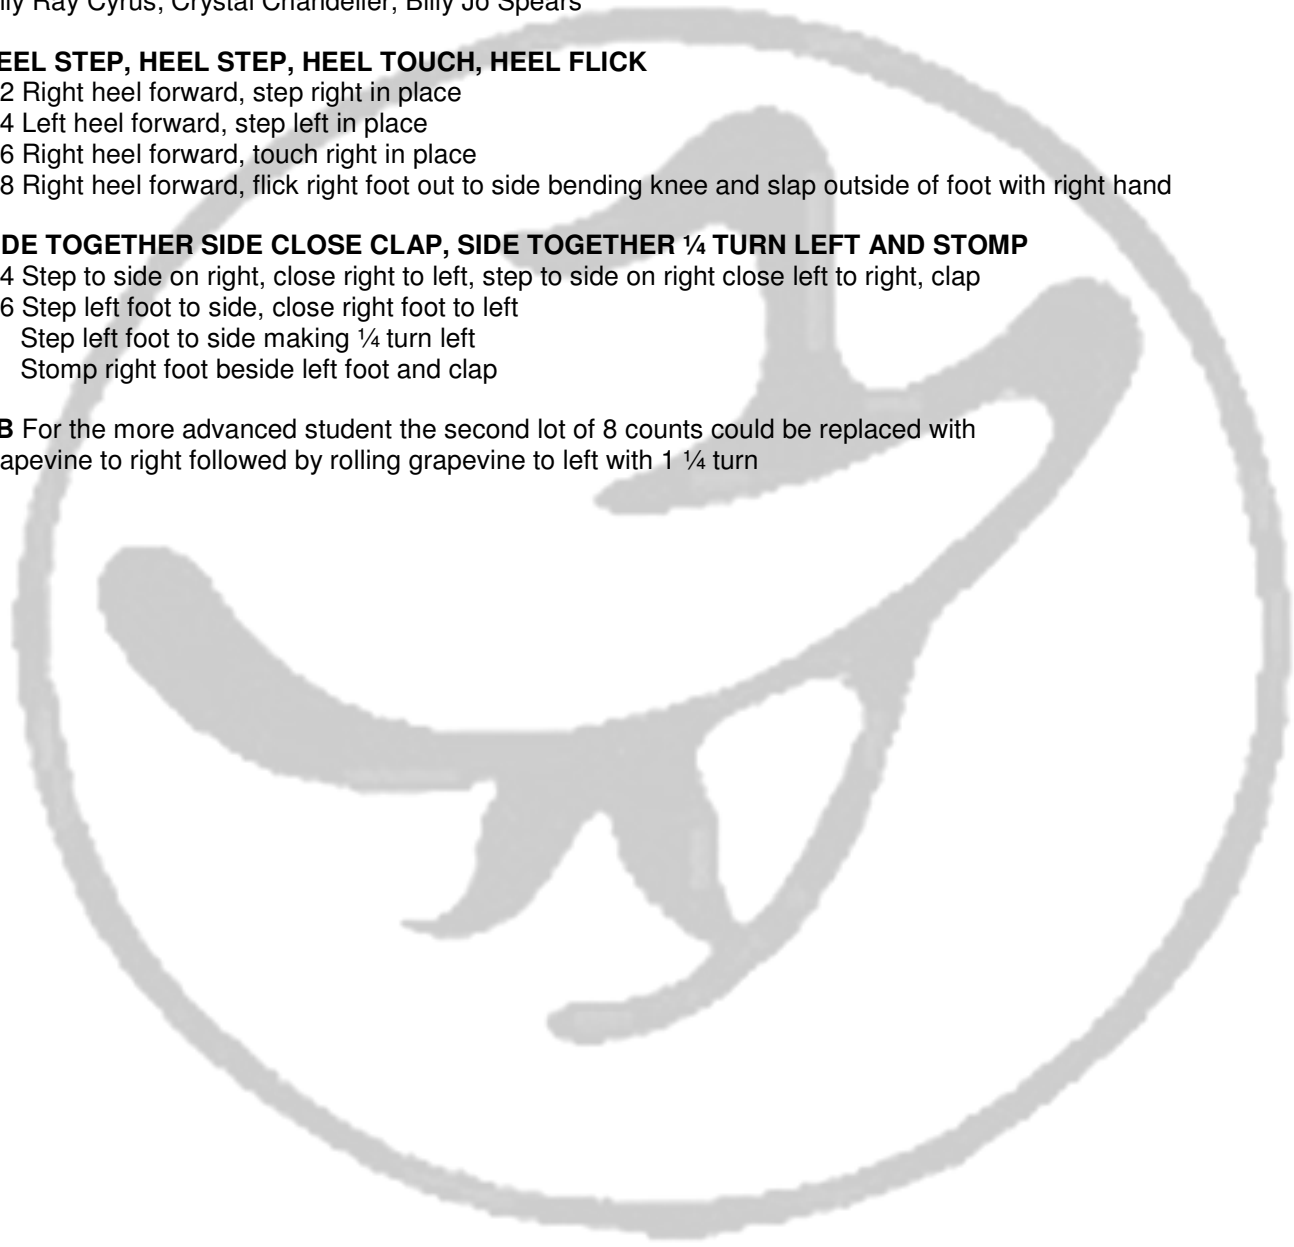 lly Ray Cyrus, Crystal Chandelier, Billy Jo Spears
EEL STEP, HEEL STEP, HEEL TOUCH, HEEL FLICK
2 Right heel forward, step right in place
4 Left heel forward, step left in place
6 Right heel forward, touch right in place
8 Right heel forward, flick right foot out to side bending knee and slap outside of foot with right hand
DE TOGETHER SIDE CLOSE CLAP, SIDE TOGETHER ¼ TURN LEFT AND STOMP
4 Step to side on right, close right to left, step to side on right close left to right, clap
6 Step left foot to side, close right foot to left
Step left foot to side making ¼ turn left
Stomp right foot beside left foot and clap
B For the more advanced student the second lot of 8 counts could be replaced with
apevine to right followed by rolling grapevine to left with 1 ¼ turn